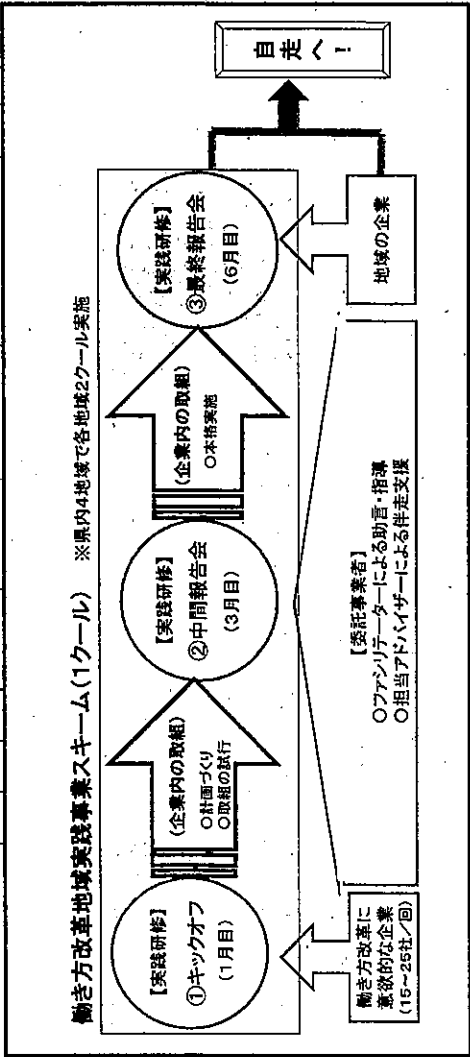 働き方改革地域実践事業スキーム(1クール) ※県内4地域で各地域2クール実施
【実践研修】
①キックオフ
(1月目)
(企業内の取組)
○計画づくり
○取組の試行
【実践研修】
②中間報告会
(3月目)
(企業内の取組)
○本格実施
【実践研修】
③最終報告会
(6月目)
自走へ!
働き方改革に
意欲的な企業
(15~25社/回)
【委託事業者】
○ファシリテーターによる助言・指導
○担当アドバイザーによる伴走支援
地域の企業